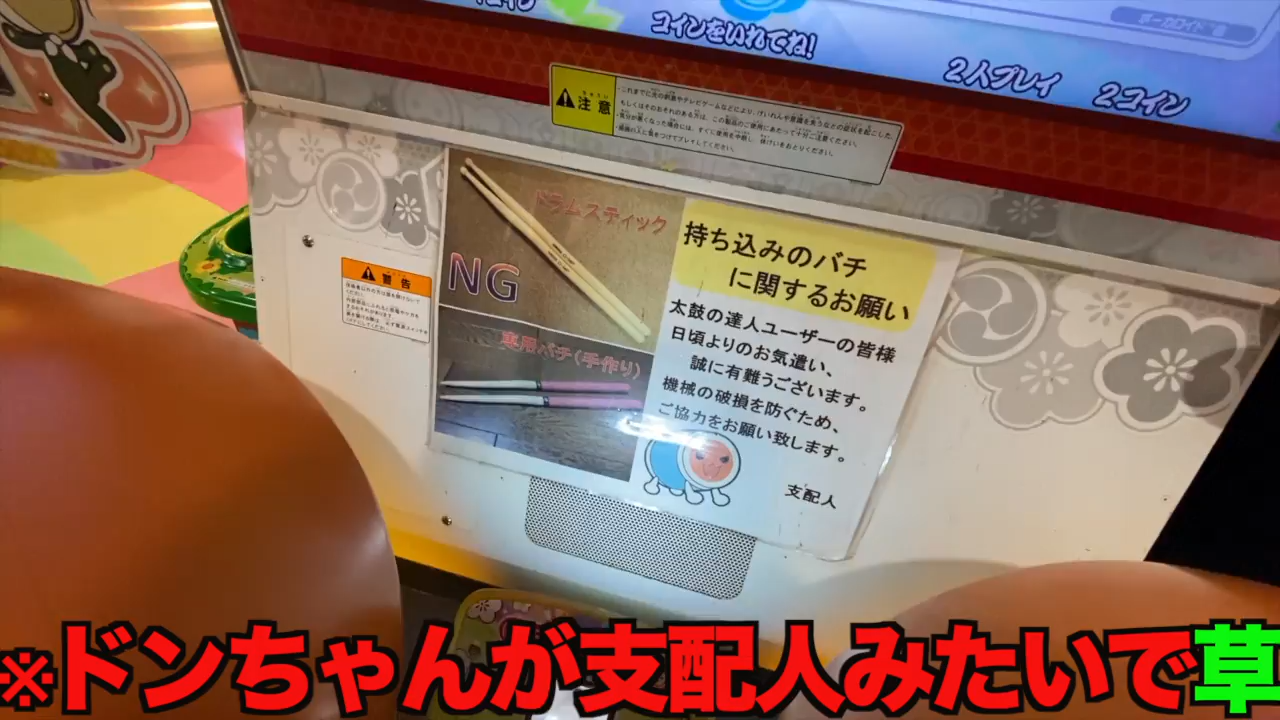 コインをいれてね!
2人プレイ 2コイン
注意
警告
ドラムスティック
NG
専用バチ(手作り)
持ち込みのバチ
に関するお願い
太鼓の達人ユーザーの皆様
日頃よりのお気遣い、
誠に有難うございます。
機械の破損を防ぐため、
ご協力をお願い致します。
支配人
※ドンちゃんが支配人みたいで草